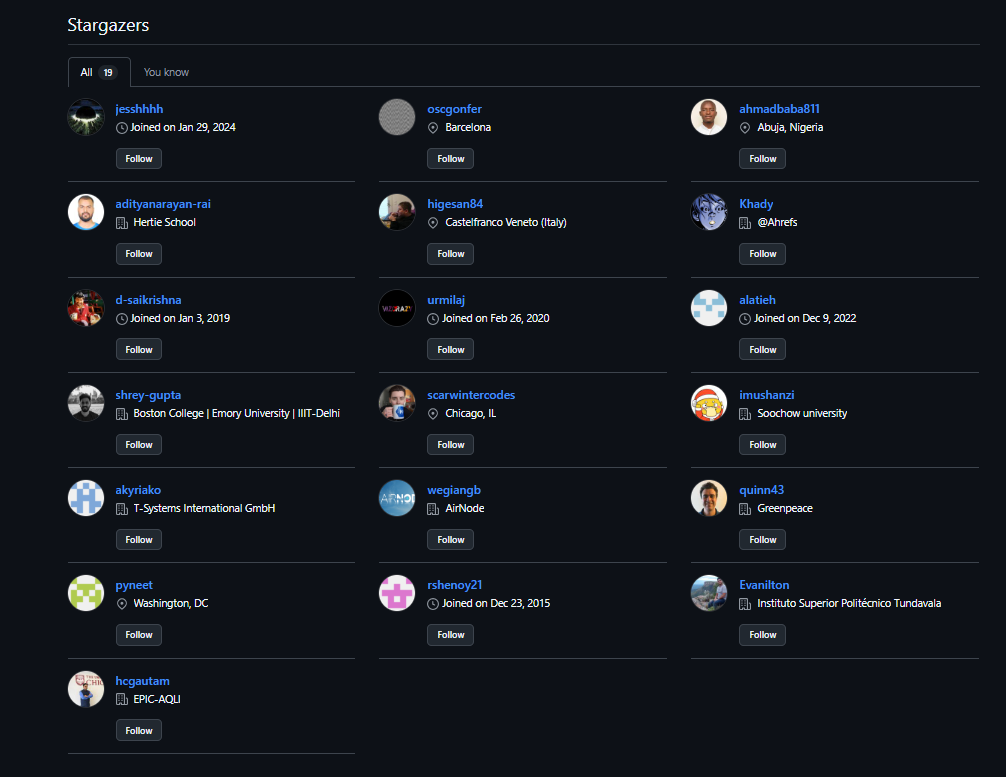 Stargazers
All 19 You know
jesshhhh
Joined on Jan 29, 2024
Follow
oscgonfer
Barcelona
Follow
ahmadbaba811
Abuja, Nigeria
Follow
adityanarayan-rai
Hertie School
Follow
higesan84
Castelfranco Veneto (Italy)
Follow
Khady
@Ahrefs
Follow
d-saikrishna
Joined on Jan 3, 2019
Follow
urmilaj
Joined on Feb 26, 2020
Follow
alatieh
Joined on Dec 9, 2022
Follow
shrey-gupta
Boston College | Emory University | IIIT-Delhi
Follow
scarwintercodes
Chicago, IL
Follow
imushanzi
Soochow university
Follow
akyriako
T-Systems International GmbH
Follow
wegiangb
AirNode
Follow
quinn43
Greenpeace
Follow
pyneet
Washington, DC
Follow
rshenoy21
Joined on Dec 23, 2015
Follow
Evanilton
Instituto Superior Politécnico Tundavala
Follow
hcgautam
EPIC-AQLI
Follow